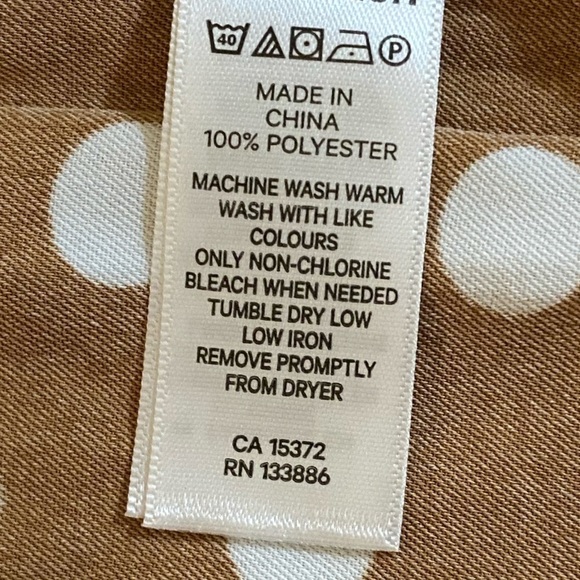 40
P
MADE IN
CHINA
100% POLYESTER
MACHINE WASH WARM
WASH WITH LIKE
COLOURS
ONLY NON-CHLORINE
BLEACH WHEN NEEDED
TUMBLE DRY LOW
LOW IRON
REMOVE PROMPTLY
FROM DRYER
CA 15372
RN 133886